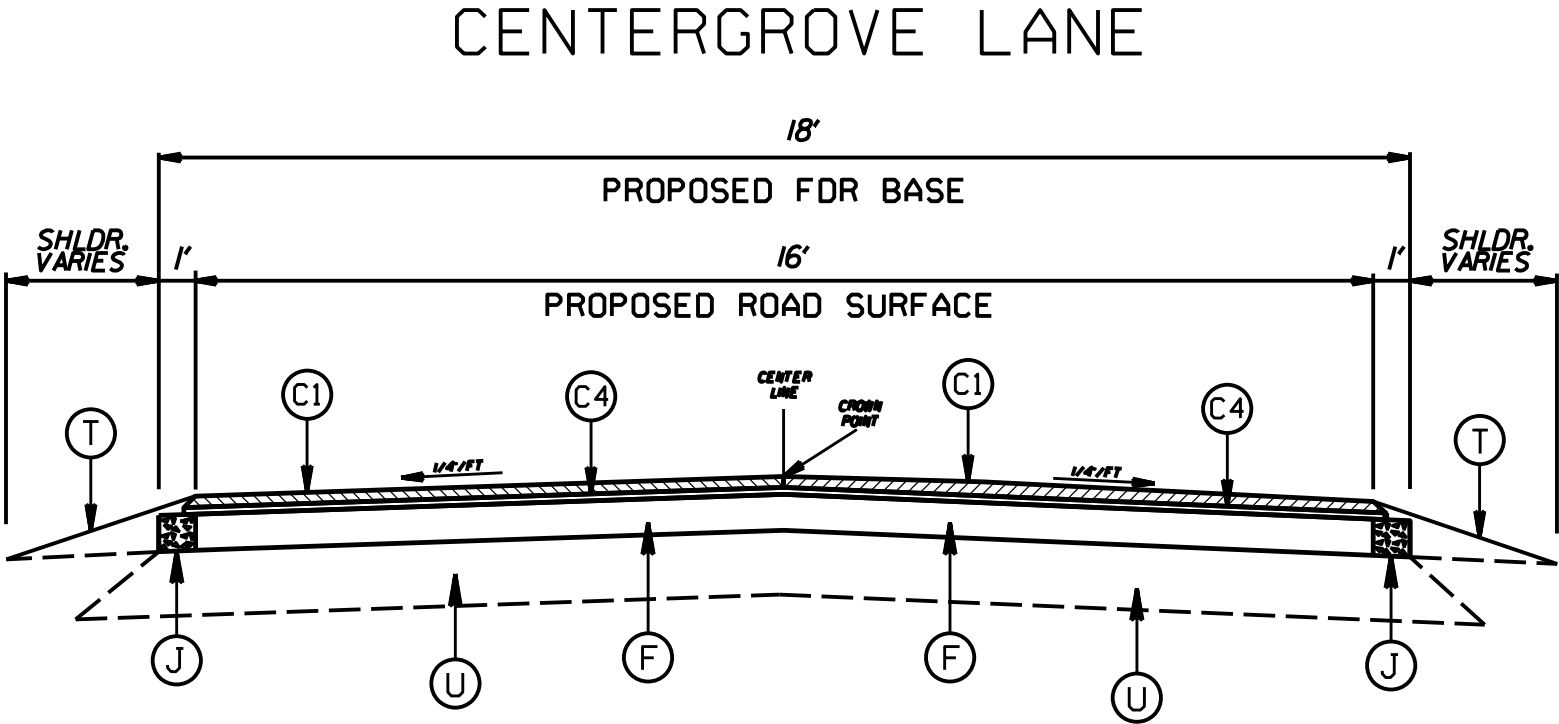 CENTERGROVE LANE
18'
PROPOSED FDR BASE
SHLDR.
VARIES
1'
16'
1'
SHLDR.
VARIES
PROPOSED ROAD SURFACE
C1
C4
CENTER
LINE
CROWN
POINT
C1
C4
T
T
1/4"/FT
1/4"/FT
J
U
F
F
U
J